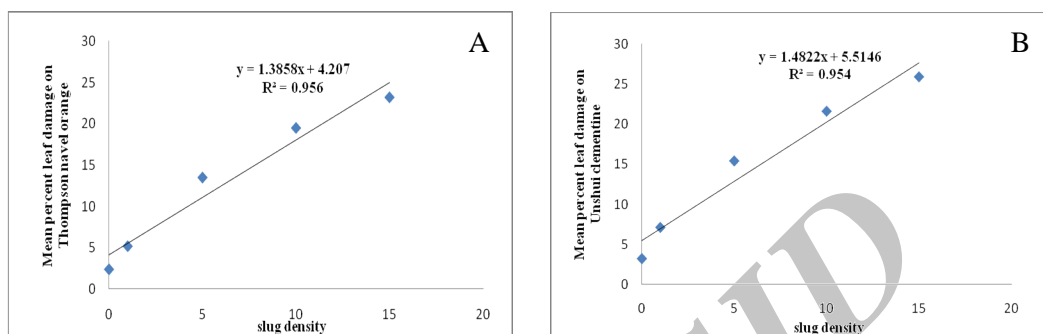 A
y = 1.3858x + 4.207
R² = 0.956
Mean percent leaf damage on
Thompson navel orange
30
25
20
15
10
5
0
0 5 10 15 20
slug density
B
y = 1.4822x + 5.5146
R² = 0.954
Mean percent leaf damage on
Unshui clementine
30
25
20
15
10
5
0
0 5 10 15 20
slug density